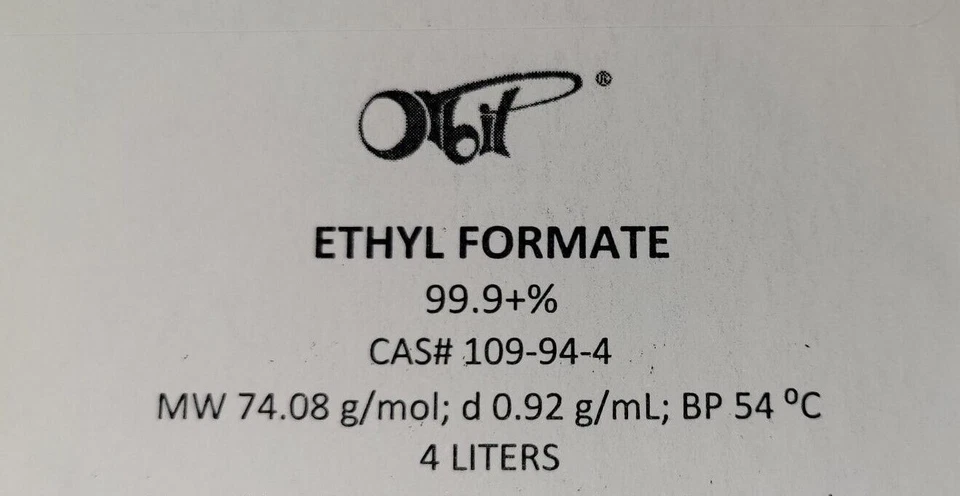 Orbit®
ETHYL FORMATE
99.9+%
CAS# 109-94-4
MW 74.08 g/mol; d 0.92 g/mL; BP 54 ⁰C
4 LITERS